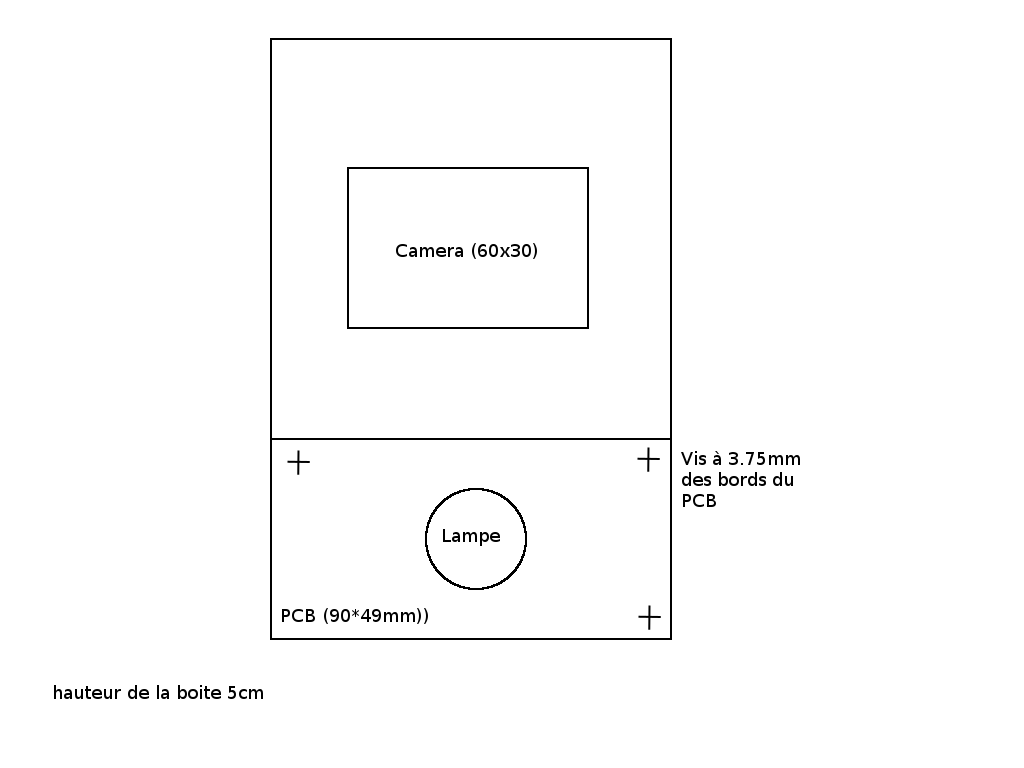 Camera (60x30)
Vis à 3.75mm
des bords du
PCB
Lampe
PCB (90*49mm))
hauteur de la boite 5cm